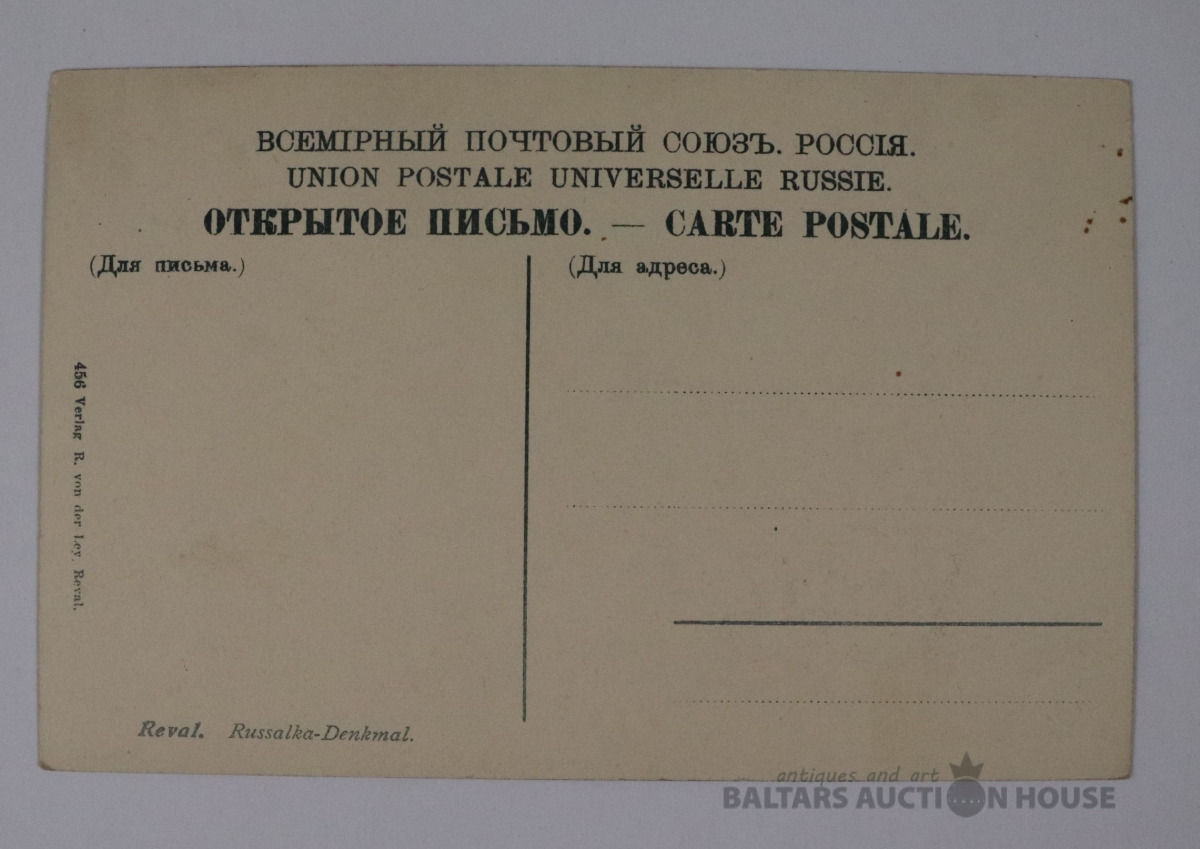 ВСЕМІРНЫЙ ПОЧТОВЫЙ СОЮЗЪ. РОССІЯ.
UNION POSTALE UNIVERSELLE RUSSIE.
ОТКРЫТОЕ ПИСЬМО. — CARTE POSTALE.
(Для письма.)
(Для адреса.)
456 Verlag R. von der Ley, Reval.
Reval. Russalka-Denkmal.
antiques and art
BALTARS AUCTION HOUSE